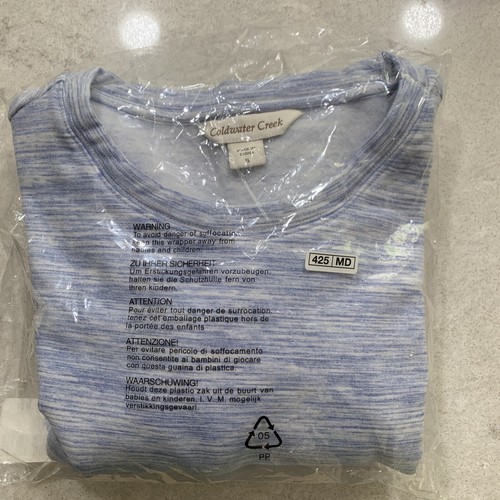 Coldwater Creek
WARNING
To avoid danger of suffocation,
keep this wrapper away from
babies and children.
425 MD
ZU IHRER SICHERHEIT
Um Erstickungsgefahren vorzubeugen,
halten sie die Schutzhülle fern von
ihren kindern.
ATTENTION
Pour éviter tout danger de surrocation,
tenez cet emballage plastique hors de
la portée des enfants
ATTENZIONE!
Per evitare pericolo di soffocamento
non consentite ai bambini di giocare
con questa guaina di plastica.
WAARSCHUWING!
Houdt deze plastic zak uit de buurt van
babies en kinderen. I. V. M. mogelijk
verstikkingsgevaar!.
05
PP